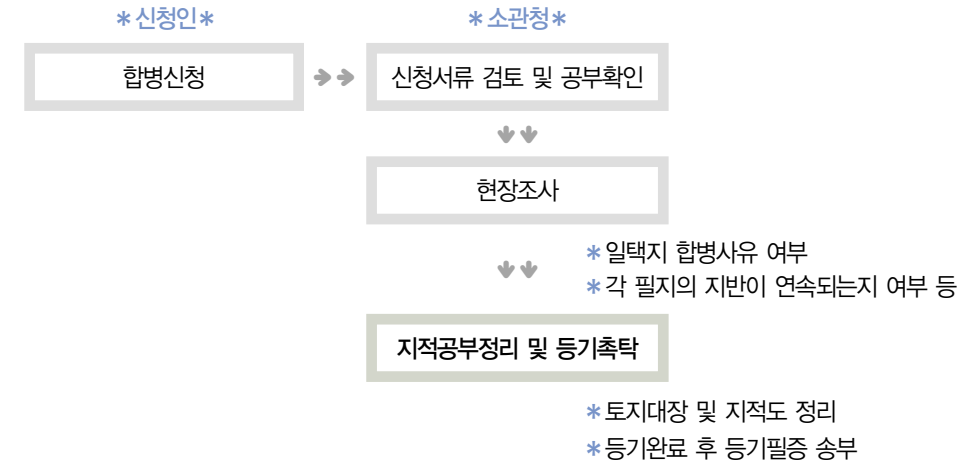 *신청인* *소관청*
합병신청 →→ 신청서류 검토 및 공부확인
현장조사
*일택지 합병사유 여부
*각 필지의 지반이 연속되는지 여부 등
지적공부정리 및 등기촉탁
*토지대장 및 지적도 정리
*등기완료 후 등기필증 송부